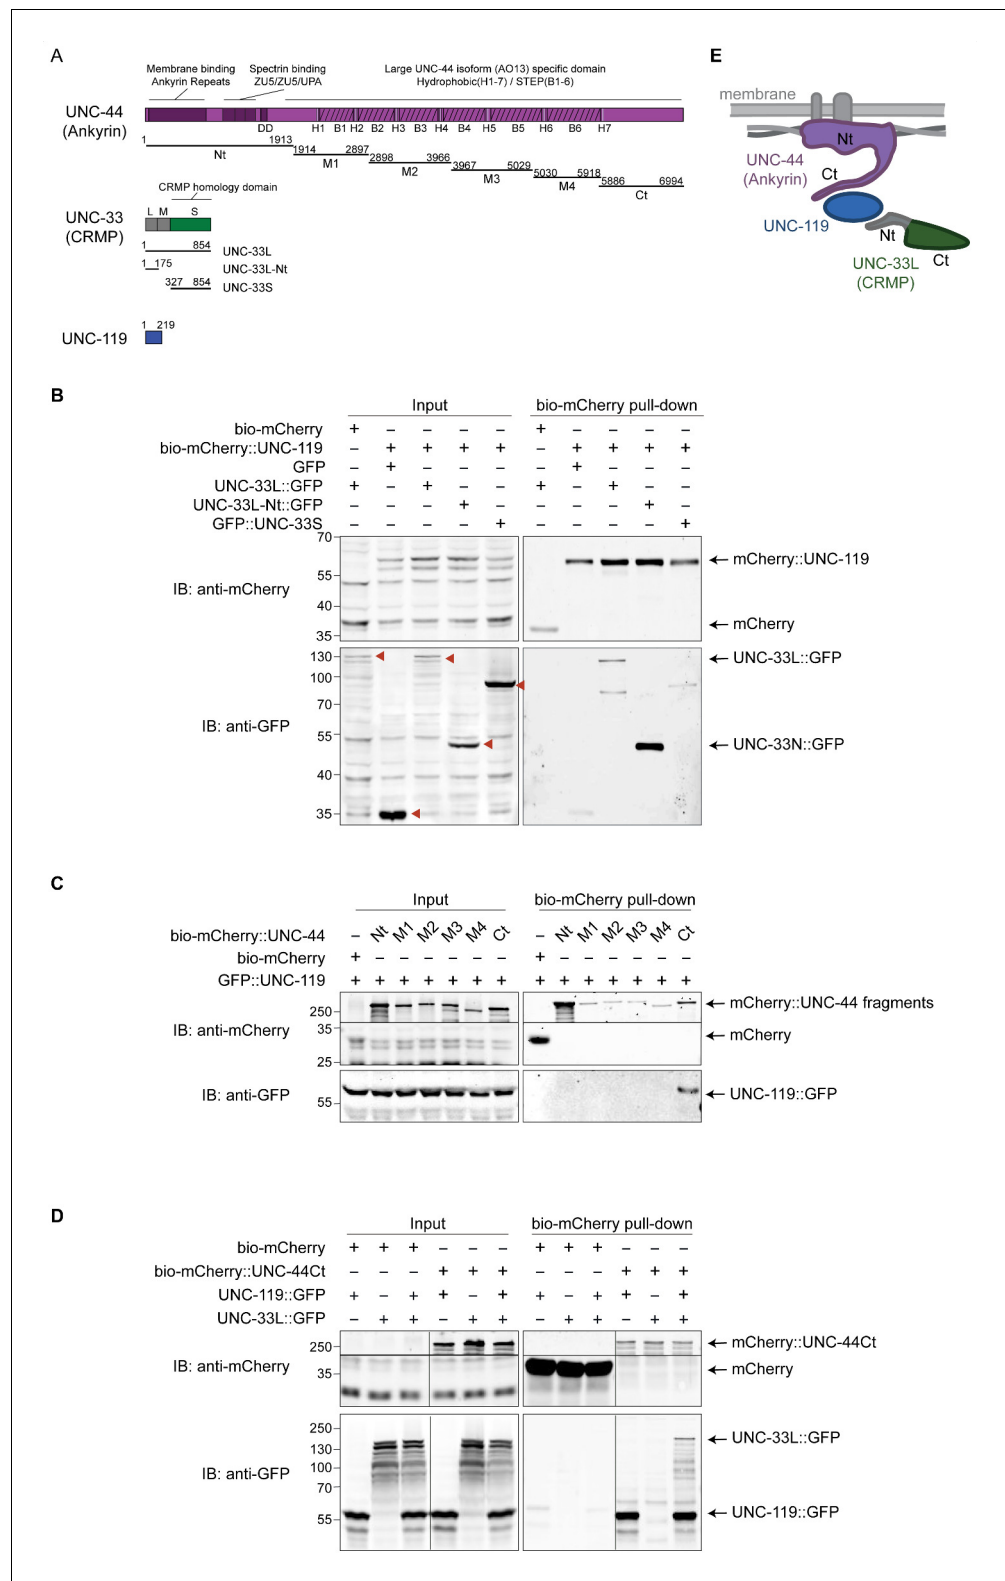 A
Membrane binding
Ankyrin Repeats
Spectrin binding
ZU5/ZU5/UPA
Large UNC-44 isoform (AO13) specific domain
Hydrophobic(H1-7) / STEP(B1-6)
UNC-44
(Ankyrin)
DD H1 B1 H2 B2 H3 B3 H4 B4 H5 B5 H6 B6 H7
1 1913
Nt
1914 2897
M1
2898 3966
M2
3967 5029
M3
5030 5918
M4
5886 6994
Ct
CRMP homology domain
L M S
UNC-33
(CRMP)
1 854 UNC-33L
1 175 UNC-33L-Nt
327 854 UNC-33S
1 219
UNC-119
E
membrane
Nt
UNC-44
(Ankyrin)
Ct
UNC-119
Nt
UNC-33L
(CRMP)
Ct
B
Input bio-mCherry pull-down
bio-mCherry + – – – – + – – – –
bio-mCherry::UNC-119 – + + + + – + + + +
GFP – + – – – – + – – –
UNC-33L::GFP + – + – – + – + – –
UNC-33L-Nt::GFP – – – + – – – – + –
GFP::UNC-33S – – – – + – – – – +
IB: anti-mCherry
70
55
40
35
mCherry::UNC-119
mCherry
IB: anti-GFP
130
100
70
55
40
35
UNC-33L::GFP
UNC-33N::GFP
C
Input bio-mCherry pull-down
bio-mCherry::UNC-44 – Nt M1 M2 M3 M4 Ct – Nt M1 M2 M3 M4 Ct
bio-mCherry + – – – – – – + – – – – – –
GFP::UNC-119 + + + + + + + + + + + + + +
IB: anti-mCherry
250
35
25
mCherry::UNC-44 fragments
mCherry
IB: anti-GFP
55
UNC-119::GFP
D
Input bio-mCherry pull-down
bio-mCherry + + + – – – + + + – – –
bio-mCherry::UNC-44Ct – – – + + + – – – + + +
UNC-119::GFP + – + + – + + – + + – +
UNC-33L::GFP – + + – + + – + + – + +
IB: anti-mCherry
250
35
mCherry::UNC-44Ct
mCherry
IB: anti-GFP
250
130
100
70
55
UNC-33L::GFP
UNC-119::GFP